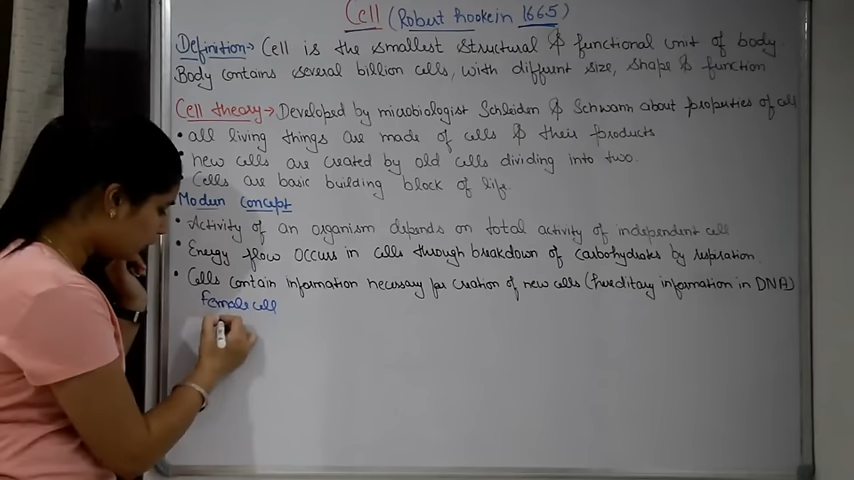 Cell (Robert Hooke in 1665)
Definition → Cell is the smallest structural & functional unit of body
Body contains several billion cells, with different size, shape & function
Cell theory → Developed by microbiologist Schleiden & Schwann about properties of cell
• all living things are made of cells & their products
• new cells are created by old cells dividing into two.
Cells are basic building block of life.
Modern concept
• Activity of an organism depends on total activity of independent cell
• Energy flow occurs in cells through breakdown of carbohydrates by respiration.
• Cells contain information necessary for creation of new cells (hereditary information in DNA)
female cell